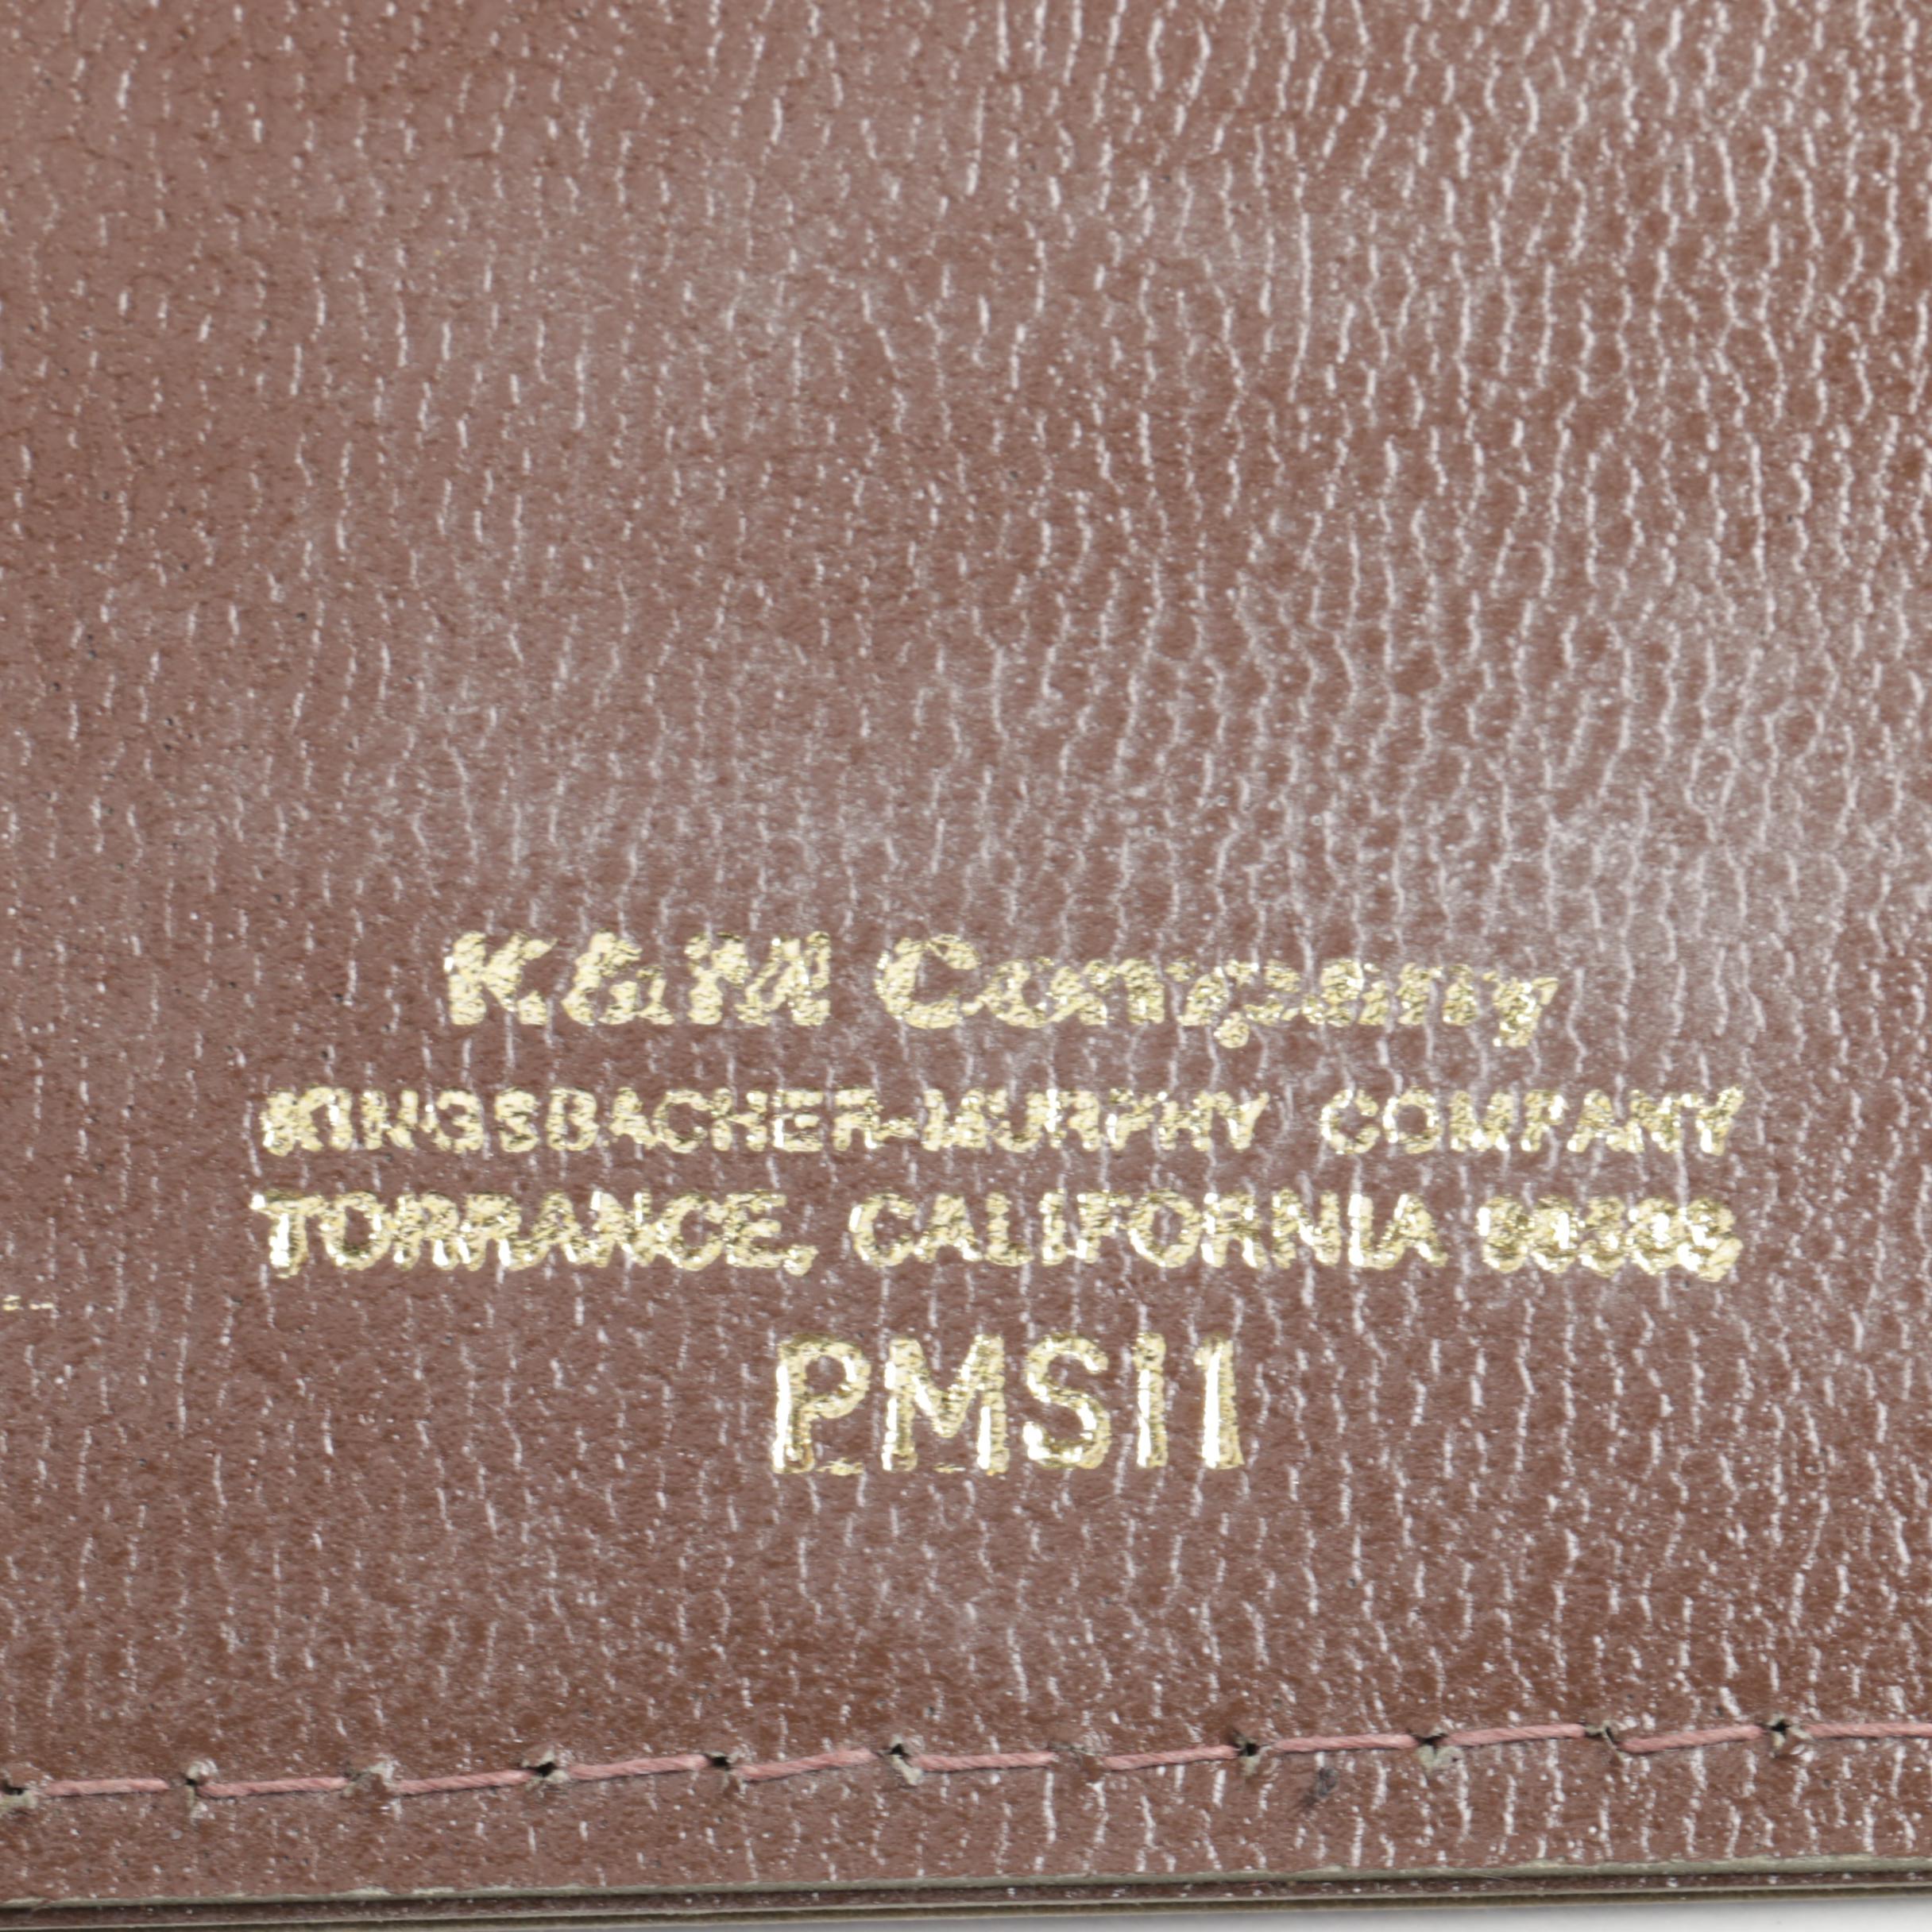 K&M Company
KINGSBACHER-MURPHY COMPANY
TORRANCE, CALIFORNIA
PMS11